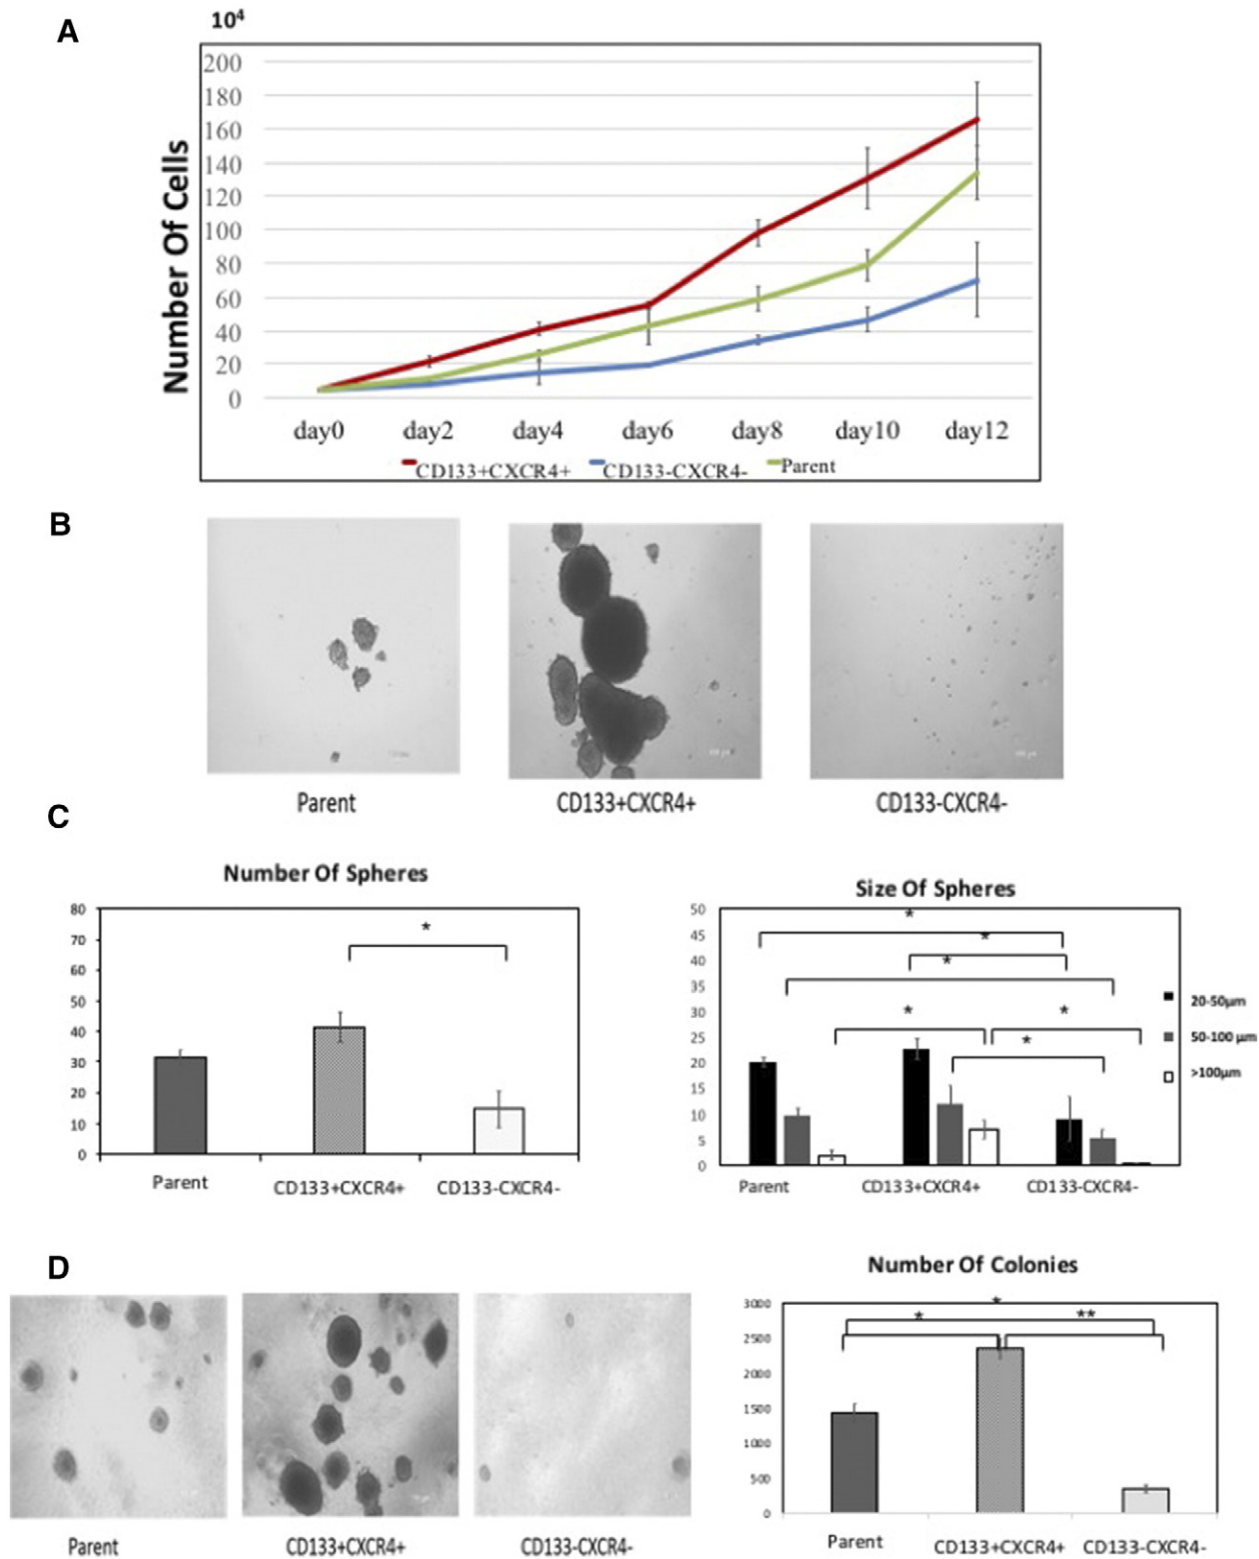 A
10⁴
Number Of Cells
200
180
160
140
120
100
80
60
40
20
0
day0 day2 day4 day6 day8 day10 day12
CD133+CXCR4+ CD133-CXCR4- Parent
B
Parent CD133+CXCR4+ CD133-CXCR4-
C
Number Of Spheres
80
70
60
50
40
30
20
10
0
*
Parent CD133+CXCR4+ CD133-CXCR4-
Size Of Spheres
50
45
40
35
30
25
20
15
10
5
0
*
*
*
* *
*
20-50µm
50-100 µm
>100µm
Parent CD133+CXCR4+ CD133-CXCR4-
D
Parent CD133+CXCR4+ CD133-CXCR4-
Number Of Colonies
3000
2500
2000
1500
1000
500
0
*
* **
Parent CD133+CXCR4+ CD133-CXCR4-